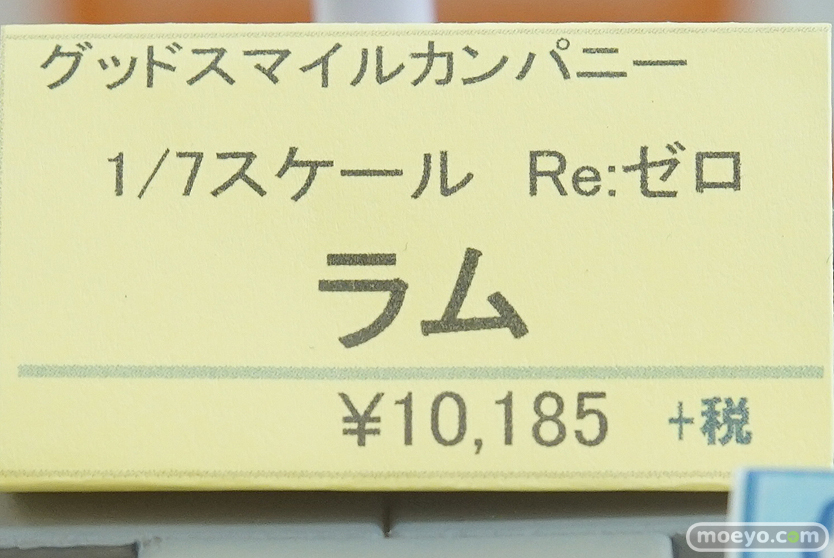 グッドスマイルカンパニー
1/7スケール　Re:ゼロ
ラム
¥10,185 +税
moeyo.com